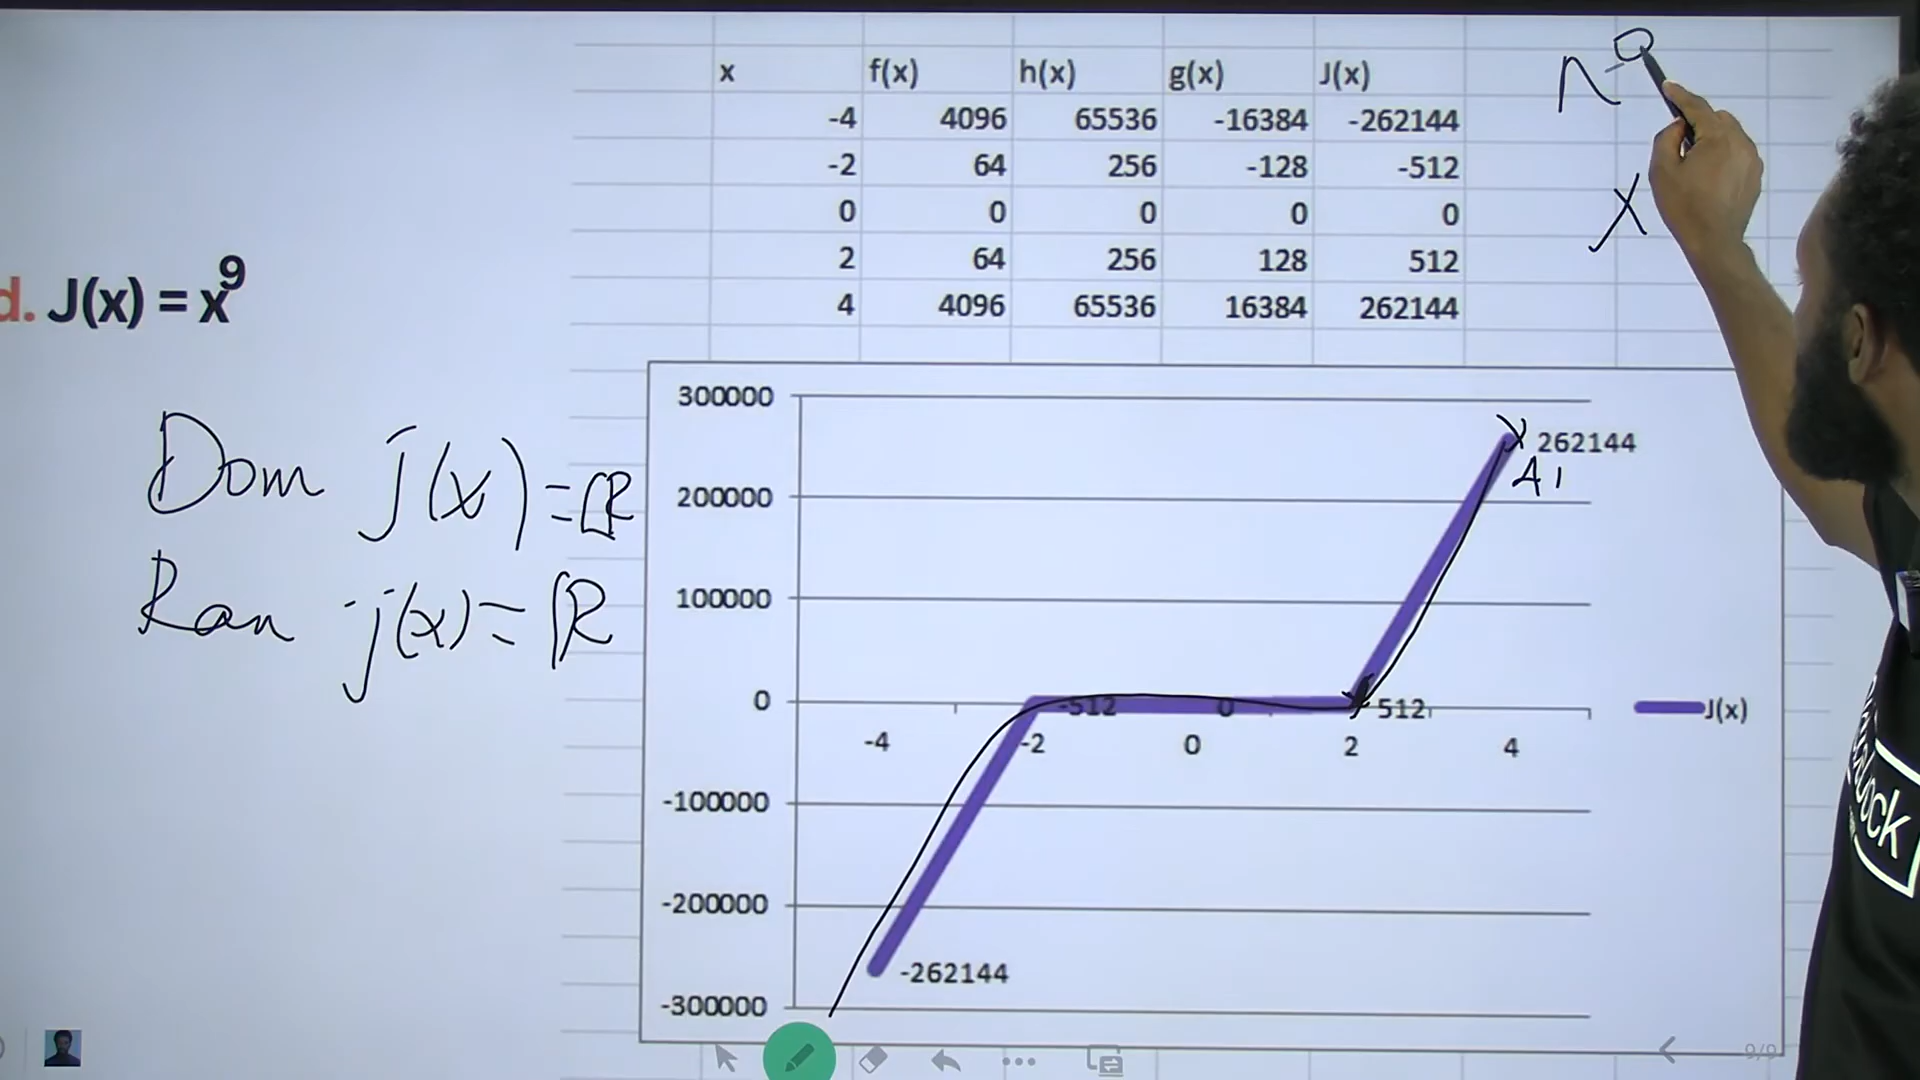 x f(x) h(x) g(x) J(x)
-4 4096 65536 -16384 -262144
-2 64 256 -128 -512
0 0 0 0 0
2 64 256 128 512
4 4096 65536 16384 262144
d. J(x) = x⁹
Dom j(x) = ℝ
Ran j(x) = ℝ
x
300000
200000
100000
0
-100000
-200000
-300000
262144
-512 0 512
-262144
-4 -2 0 2 4
J(x)
9/9